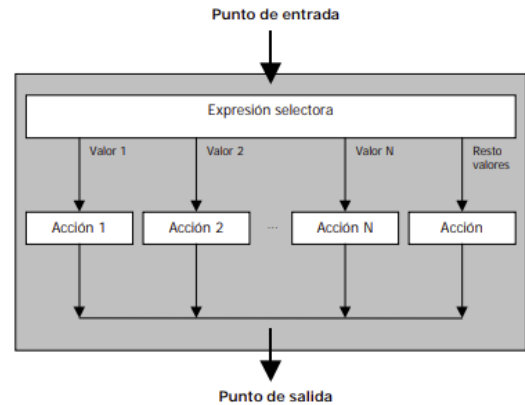 Punto de entrada
Expresión selectora
Valor 1
Valor 2
Valor N
Resto
valores
Acción 1
Acción 2
...
Acción N
Acción
Punto de salida